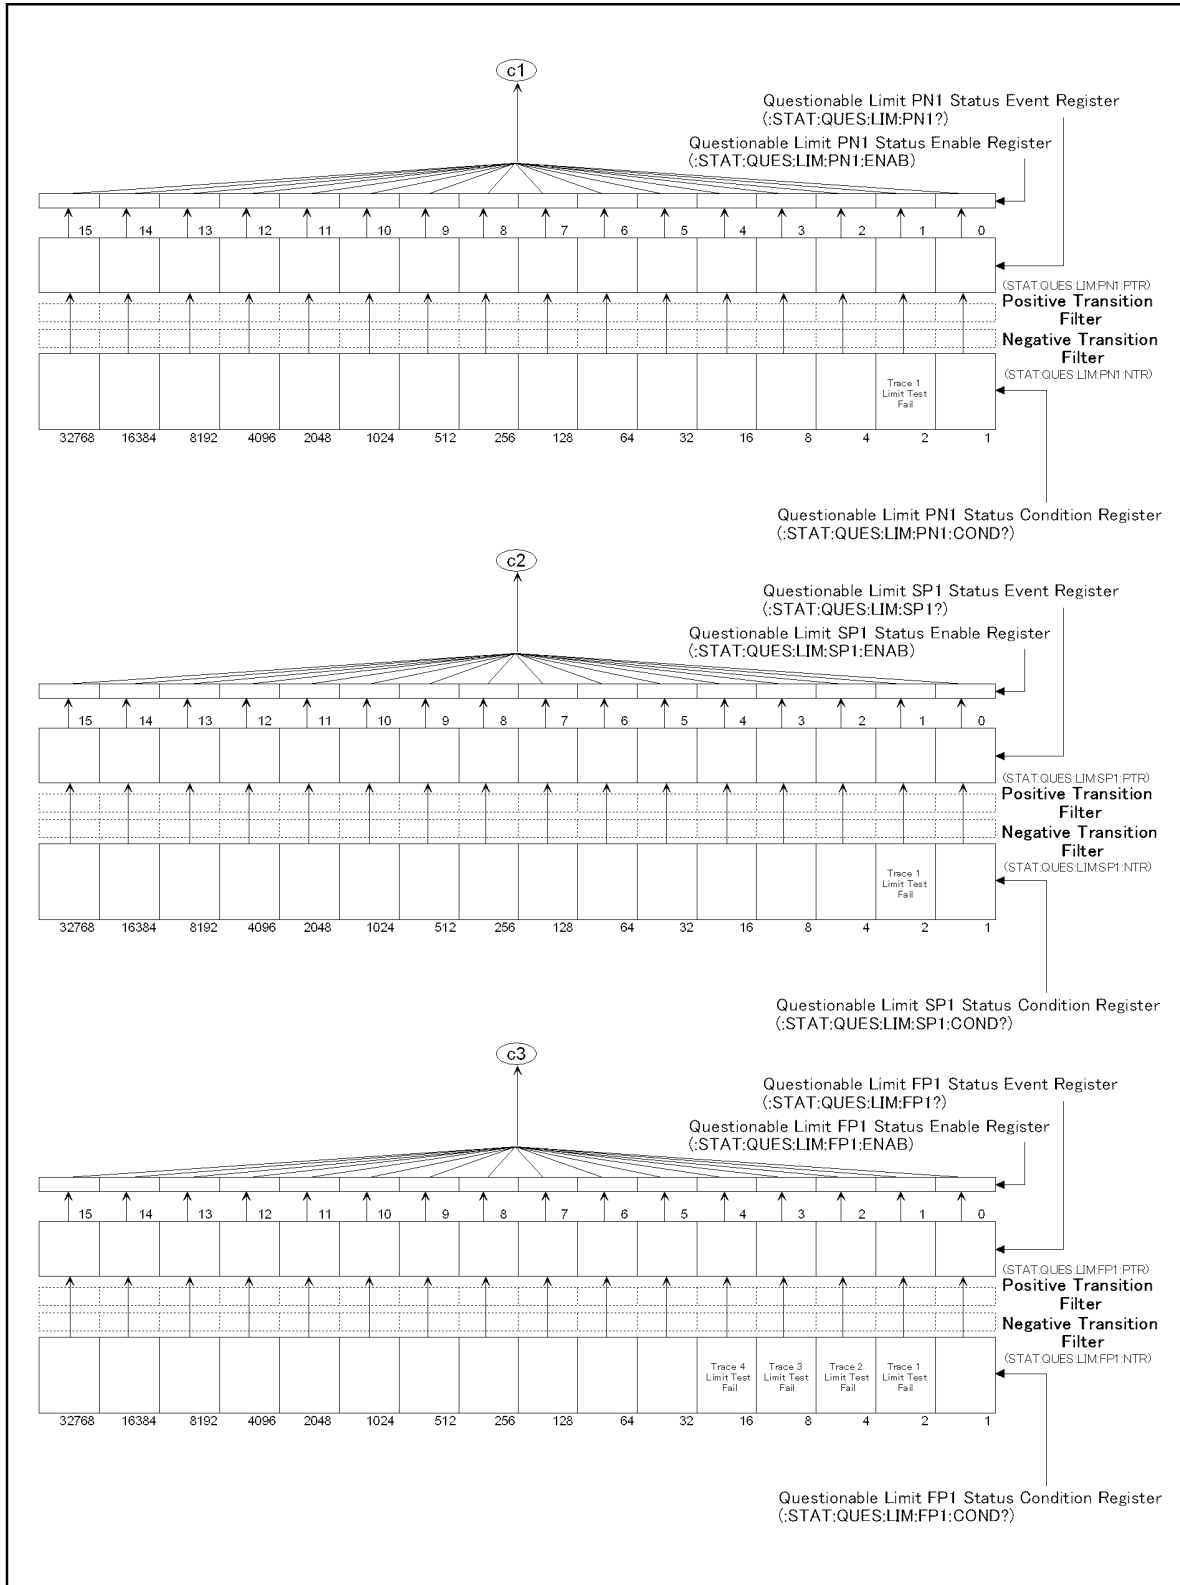 c1
Questionable Limit PN1 Status Event Register
(:STAT:QUES:LIM:PN1?)
Questionable Limit PN1 Status Enable Register
(:STAT:QUES:LIM:PN1:ENAB)
15 14 13 12 11 10 9 8 7 6 5 4 3 2 1 0
(STAT:QUES:LIM:PN1:PTR)
Positive Transition
Filter
Negative Transition
Filter
(STAT:QUES:LIM:PN1:NTR)
Trace 1
Limit Test
Fail
32768 16384 8192 4096 2048 1024 512 256 128 64 32 16 8 4 2 1
Questionable Limit PN1 Status Condition Register
(:STAT:QUES:LIM:PN1:COND?)
c2
Questionable Limit SP1 Status Event Register
(:STAT:QUES:LIM:SP1?)
Questionable Limit SP1 Status Enable Register
(:STAT:QUES:LIM:SP1:ENAB)
15 14 13 12 11 10 9 8 7 6 5 4 3 2 1 0
(STAT:QUES:LIM:SP1:PTR)
Positive Transition
Filter
Negative Transition
Filter
(STAT:QUES:LIM:SP1:NTR)
Trace 1
Limit Test
Fail
32768 16384 8192 4096 2048 1024 512 256 128 64 32 16 8 4 2 1
Questionable Limit SP1 Status Condition Register
(:STAT:QUES:LIM:SP1:COND?)
c3
Questionable Limit FP1 Status Event Register
(:STAT:QUES:LIM:FP1?)
Questionable Limit FP1 Status Enable Register
(:STAT:QUES:LIM:FP1:ENAB)
15 14 13 12 11 10 9 8 7 6 5 4 3 2 1 0
(STAT:QUES:LIM:FP1:PTR)
Positive Transition
Filter
Negative Transition
Filter
(STAT:QUES:LIM:FP1:NTR)
Trace 4
Limit Test
Fail
Trace 3
Limit Test
Fail
Trace 2
Limit Test
Fail
Trace 1
Limit Test
Fail
32768 16384 8192 4096 2048 1024 512 256 128 64 32 16 8 4 2 1
Questionable Limit FP1 Status Condition Register
(:STAT:QUES:LIM:FP1:COND?)